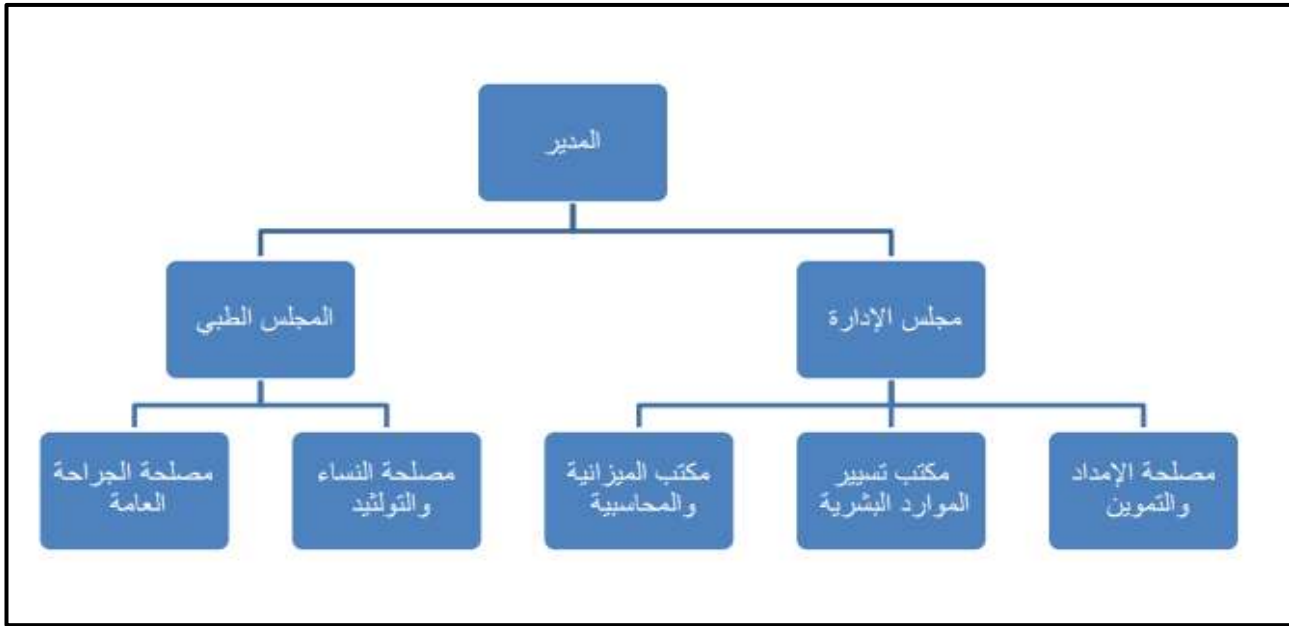 المدير
مجلس الإدارة
المجلس الطبي
مصلحة الإمداد
والتموين
مكتب تسيير
الموارد البشرية
مكتب الميزانية
والمحاسبية
مصلحة النساء
والتولثيد
مصلحة الجراحة
العامة